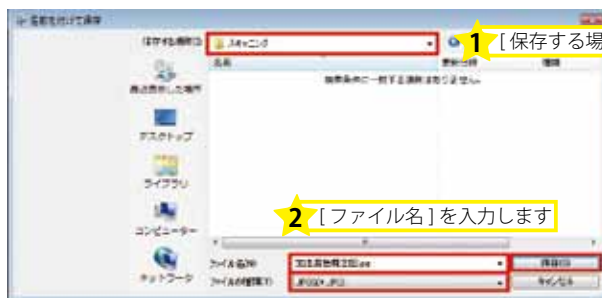 名前を付けて保存
保存する場所(I):
スキャニング
1 [保存する場
名前
更新日時
種類
検索条件に一致する項目はありません。
最近表示した場所
デスクトップ
ライブラリ
2 [ファイル名]を入力します
コンピューター
ネットワーク
ファイル名(N):
保存(S)
ファイルの種類(T):
キャンセル